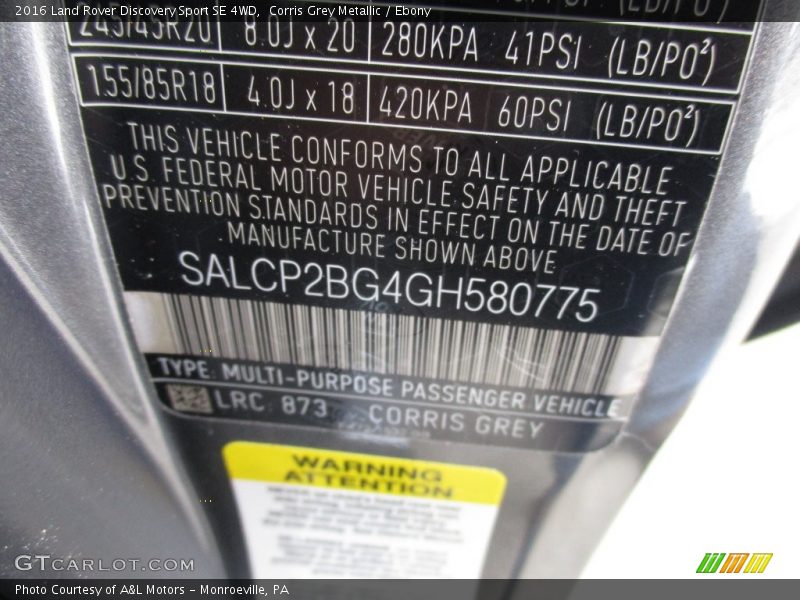 2016 Land Rover Discovery Sport SE 4WD, Corris Grey Metallic / Ebony
245/45R20 8.0J x 20 280KPA 41PSI (LB/PO²)
155/85R18 4.0J x 18 420KPA 60PSI (LB/PO²)
THIS VEHICLE CONFORMS TO ALL APPLICABLE
U.S. FEDERAL MOTOR VEHICLE SAFETY AND THEFT
PREVENTION STANDARDS IN EFFECT ON THE DATE OF
MANUFACTURE SHOWN ABOVE
SALCP2BG4GH580775
TYPE MULTI-PURPOSE PASSENGER VEHICLE
LRC 873 CORRIS GREY
WARNING
ATTENTION
GTCARLOT.COM
Photo Courtesy of A&L Motors - Monroeville, PA